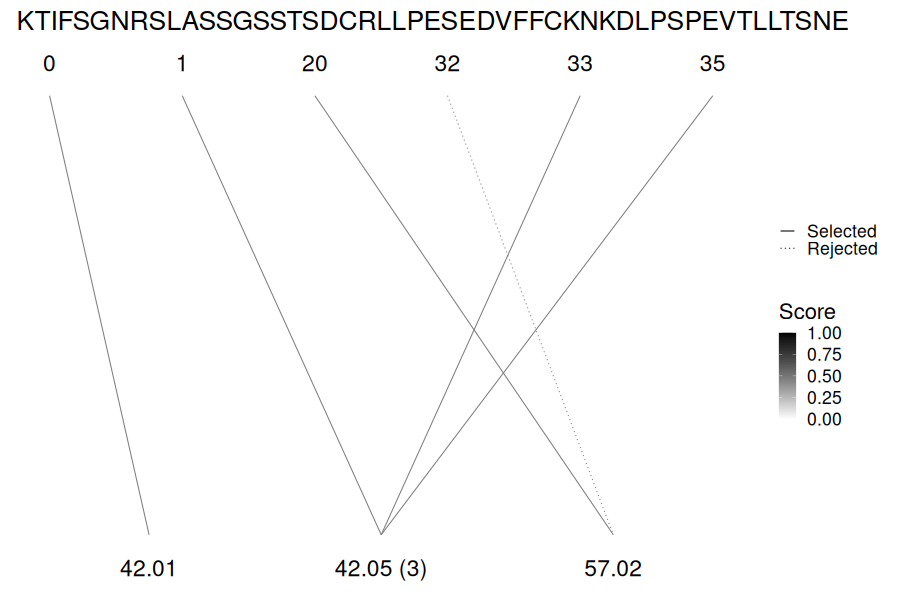 KTIFSGNRSLASSGSSTSDCRLLPESEDVFFCKNKDLPSPEVTLLTSNE
0 1 20 32 33 35
Selected
Rejected
Score
1.00
0.75
0.50
0.25
0.00
42.01 42.05 (3) 57.02